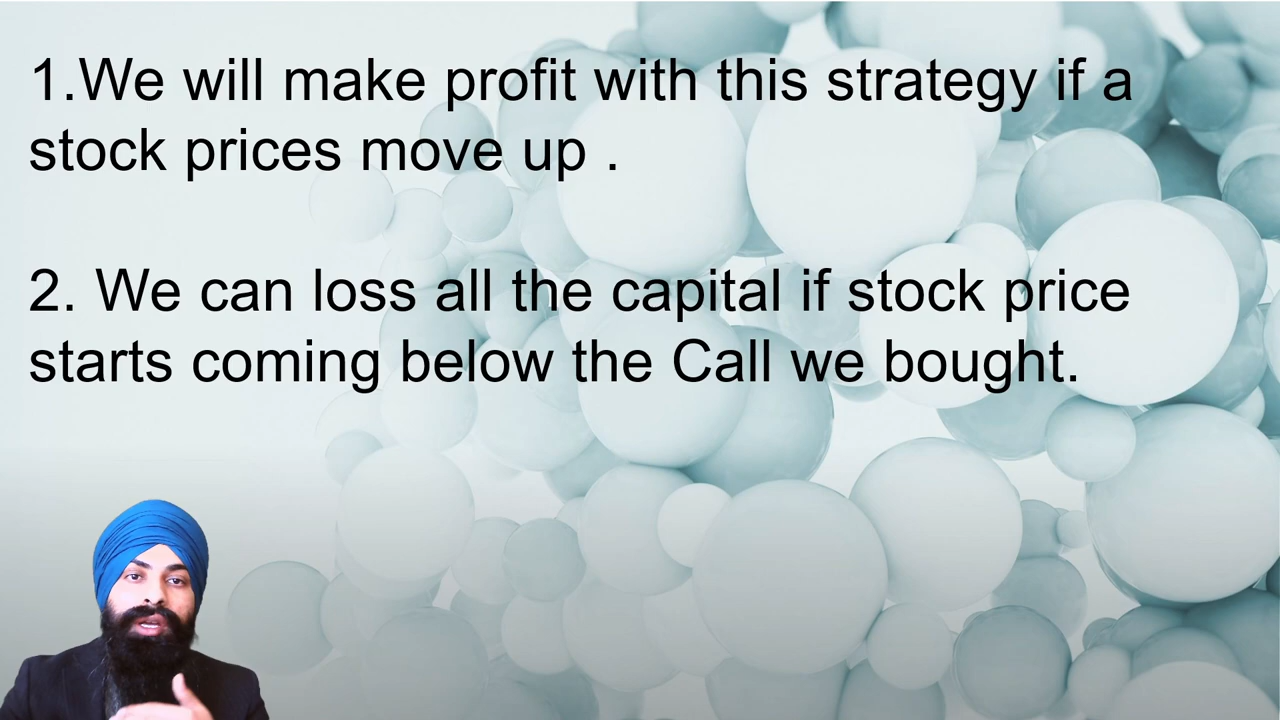 1.We will make profit with this strategy if a
stock prices move up .
2. We can loss all the capital if stock price
starts coming below the Call we bought.